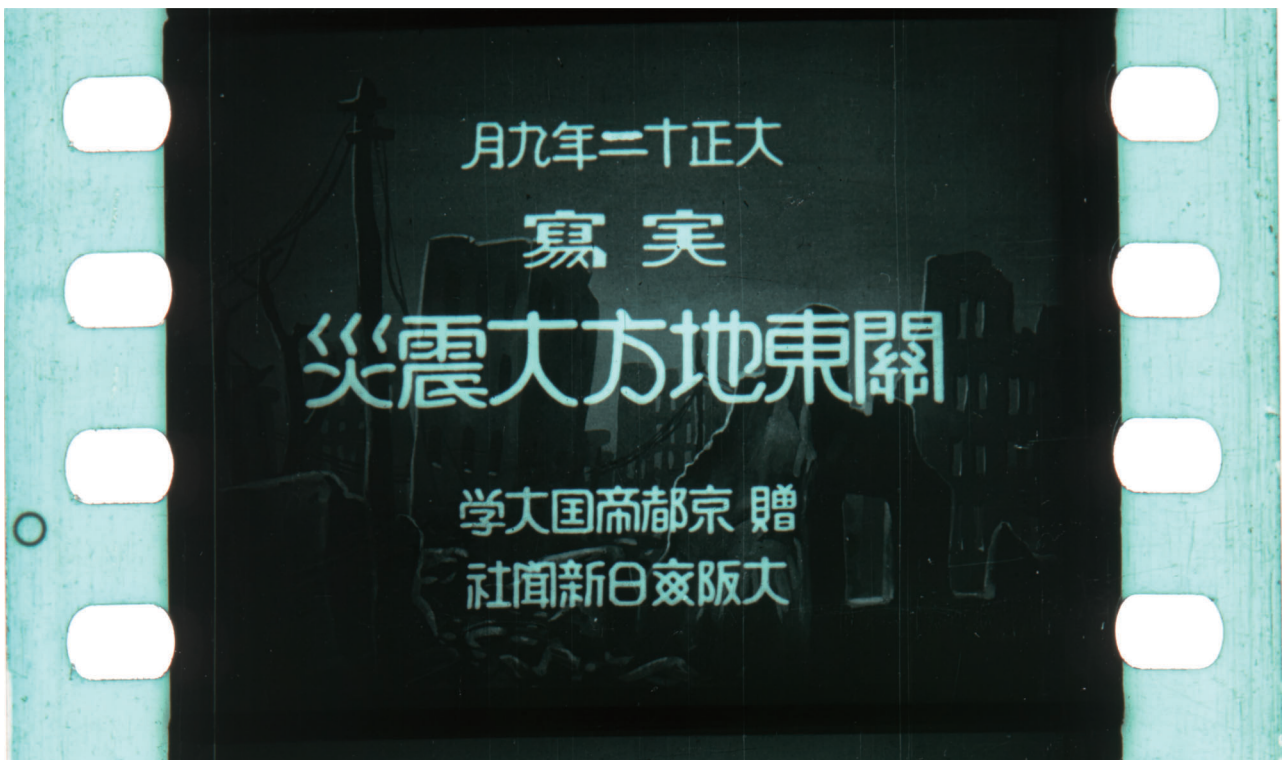 大正十二年九月
実寫
關東地方大震災
贈 京都帝国大学
大阪毎日新聞社